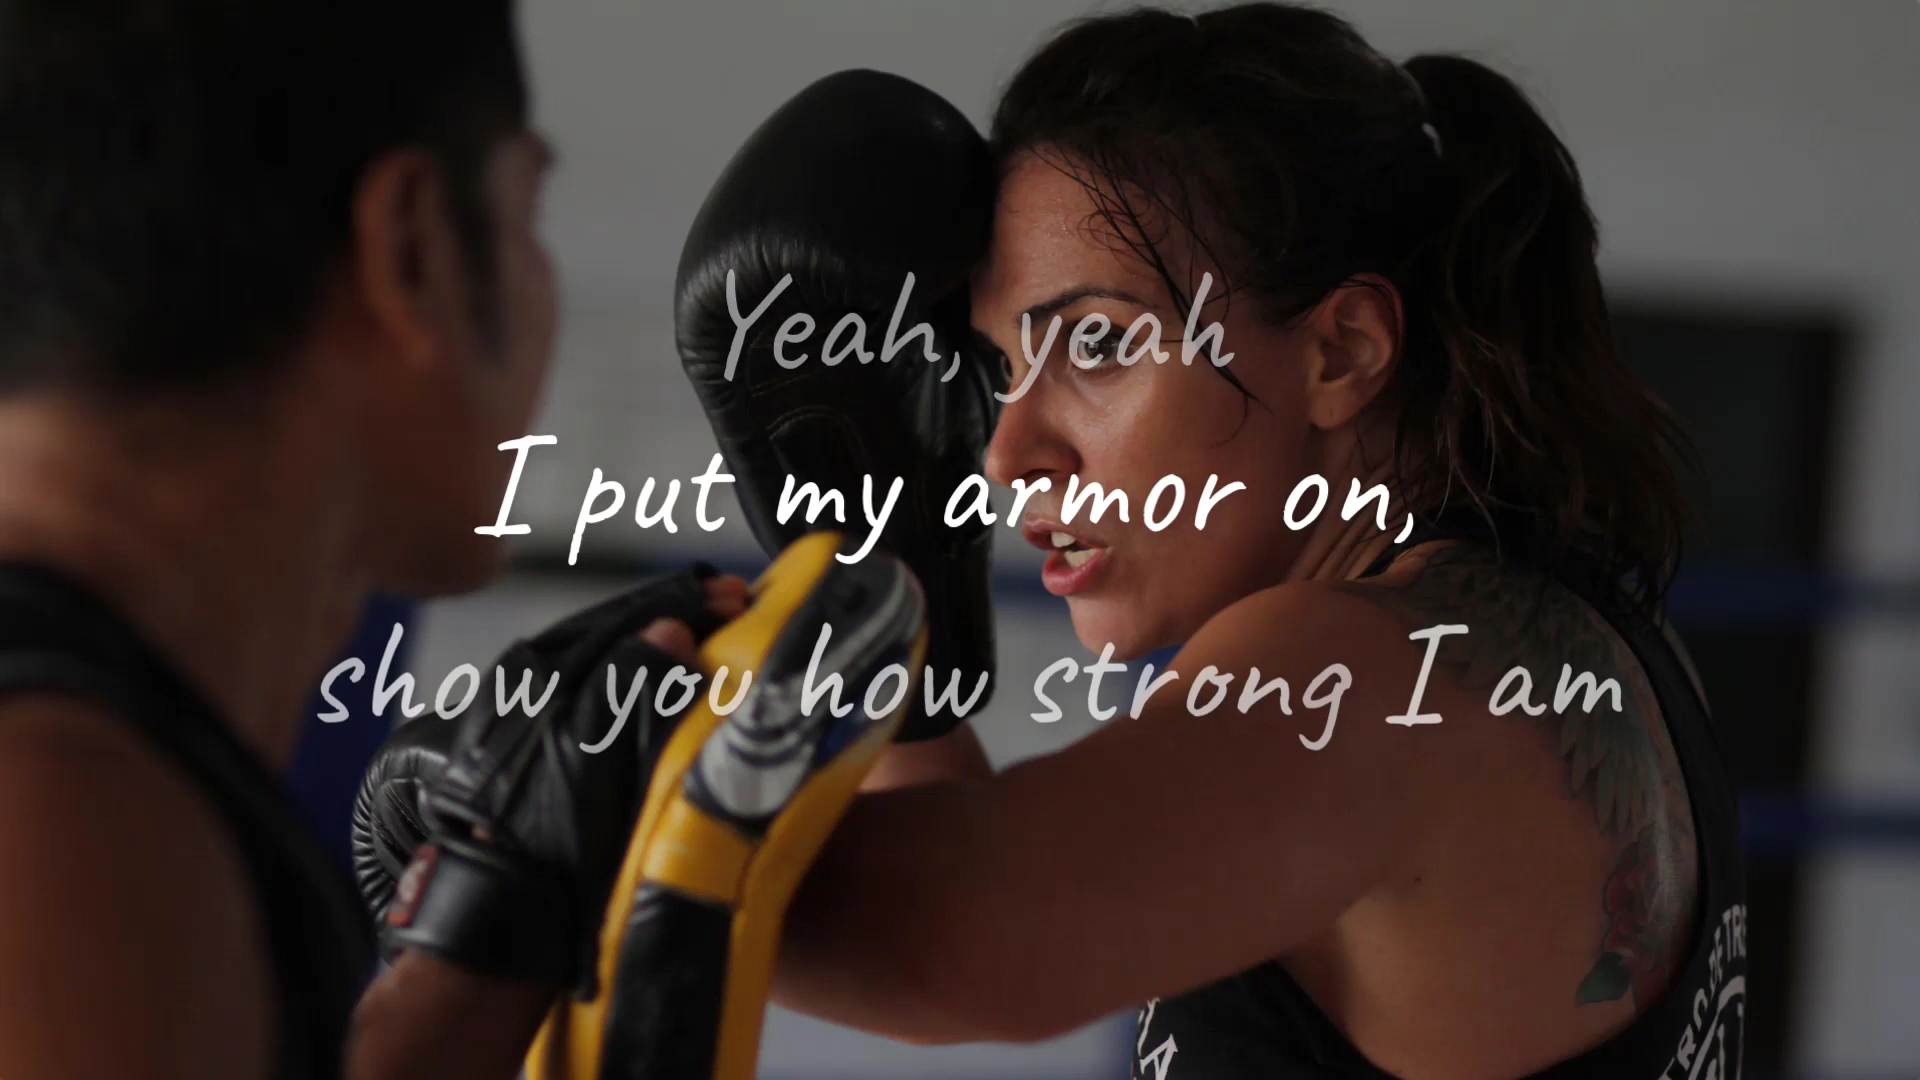 Yeah, yeah
I put my armor on,
show you how strong I am